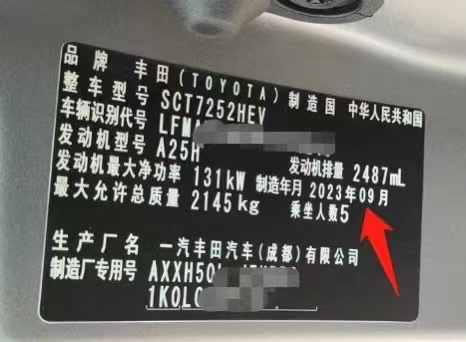 品牌 丰田(TOYOTA) 制造国 中华人民共和国
整车型号 SCT7252HEV
车辆识别代号 LFMA
发动机型号 A25H 发动机排量 2487mL
发动机最大净功率 131kW 制造年月 2023年09月
最大允许总质量 2145kg 乘坐人数5
生产厂名 一汽丰田汽车(成都)有限公司
制造厂专用号 AXXH50L
1K0L0